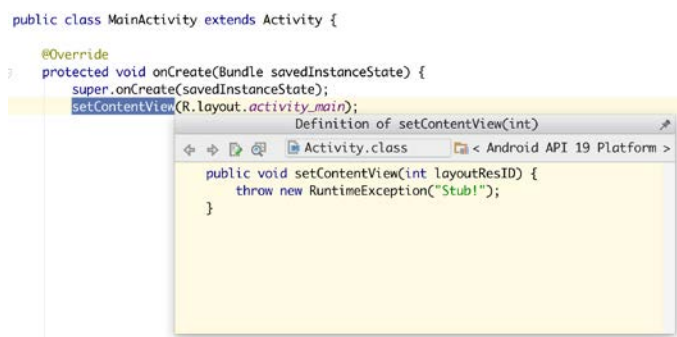 public class MainActivity extends Activity {
@Override
protected void onCreate(Bundle savedInstanceState) {
super.onCreate(savedInstanceState);
setContentView(R.layout.activity_main);
Definition of setContentView(int)
Activity.class < Android API 19 Platform >
public void setContentView(int layoutResID) {
throw new RuntimeException("Stub!");
}